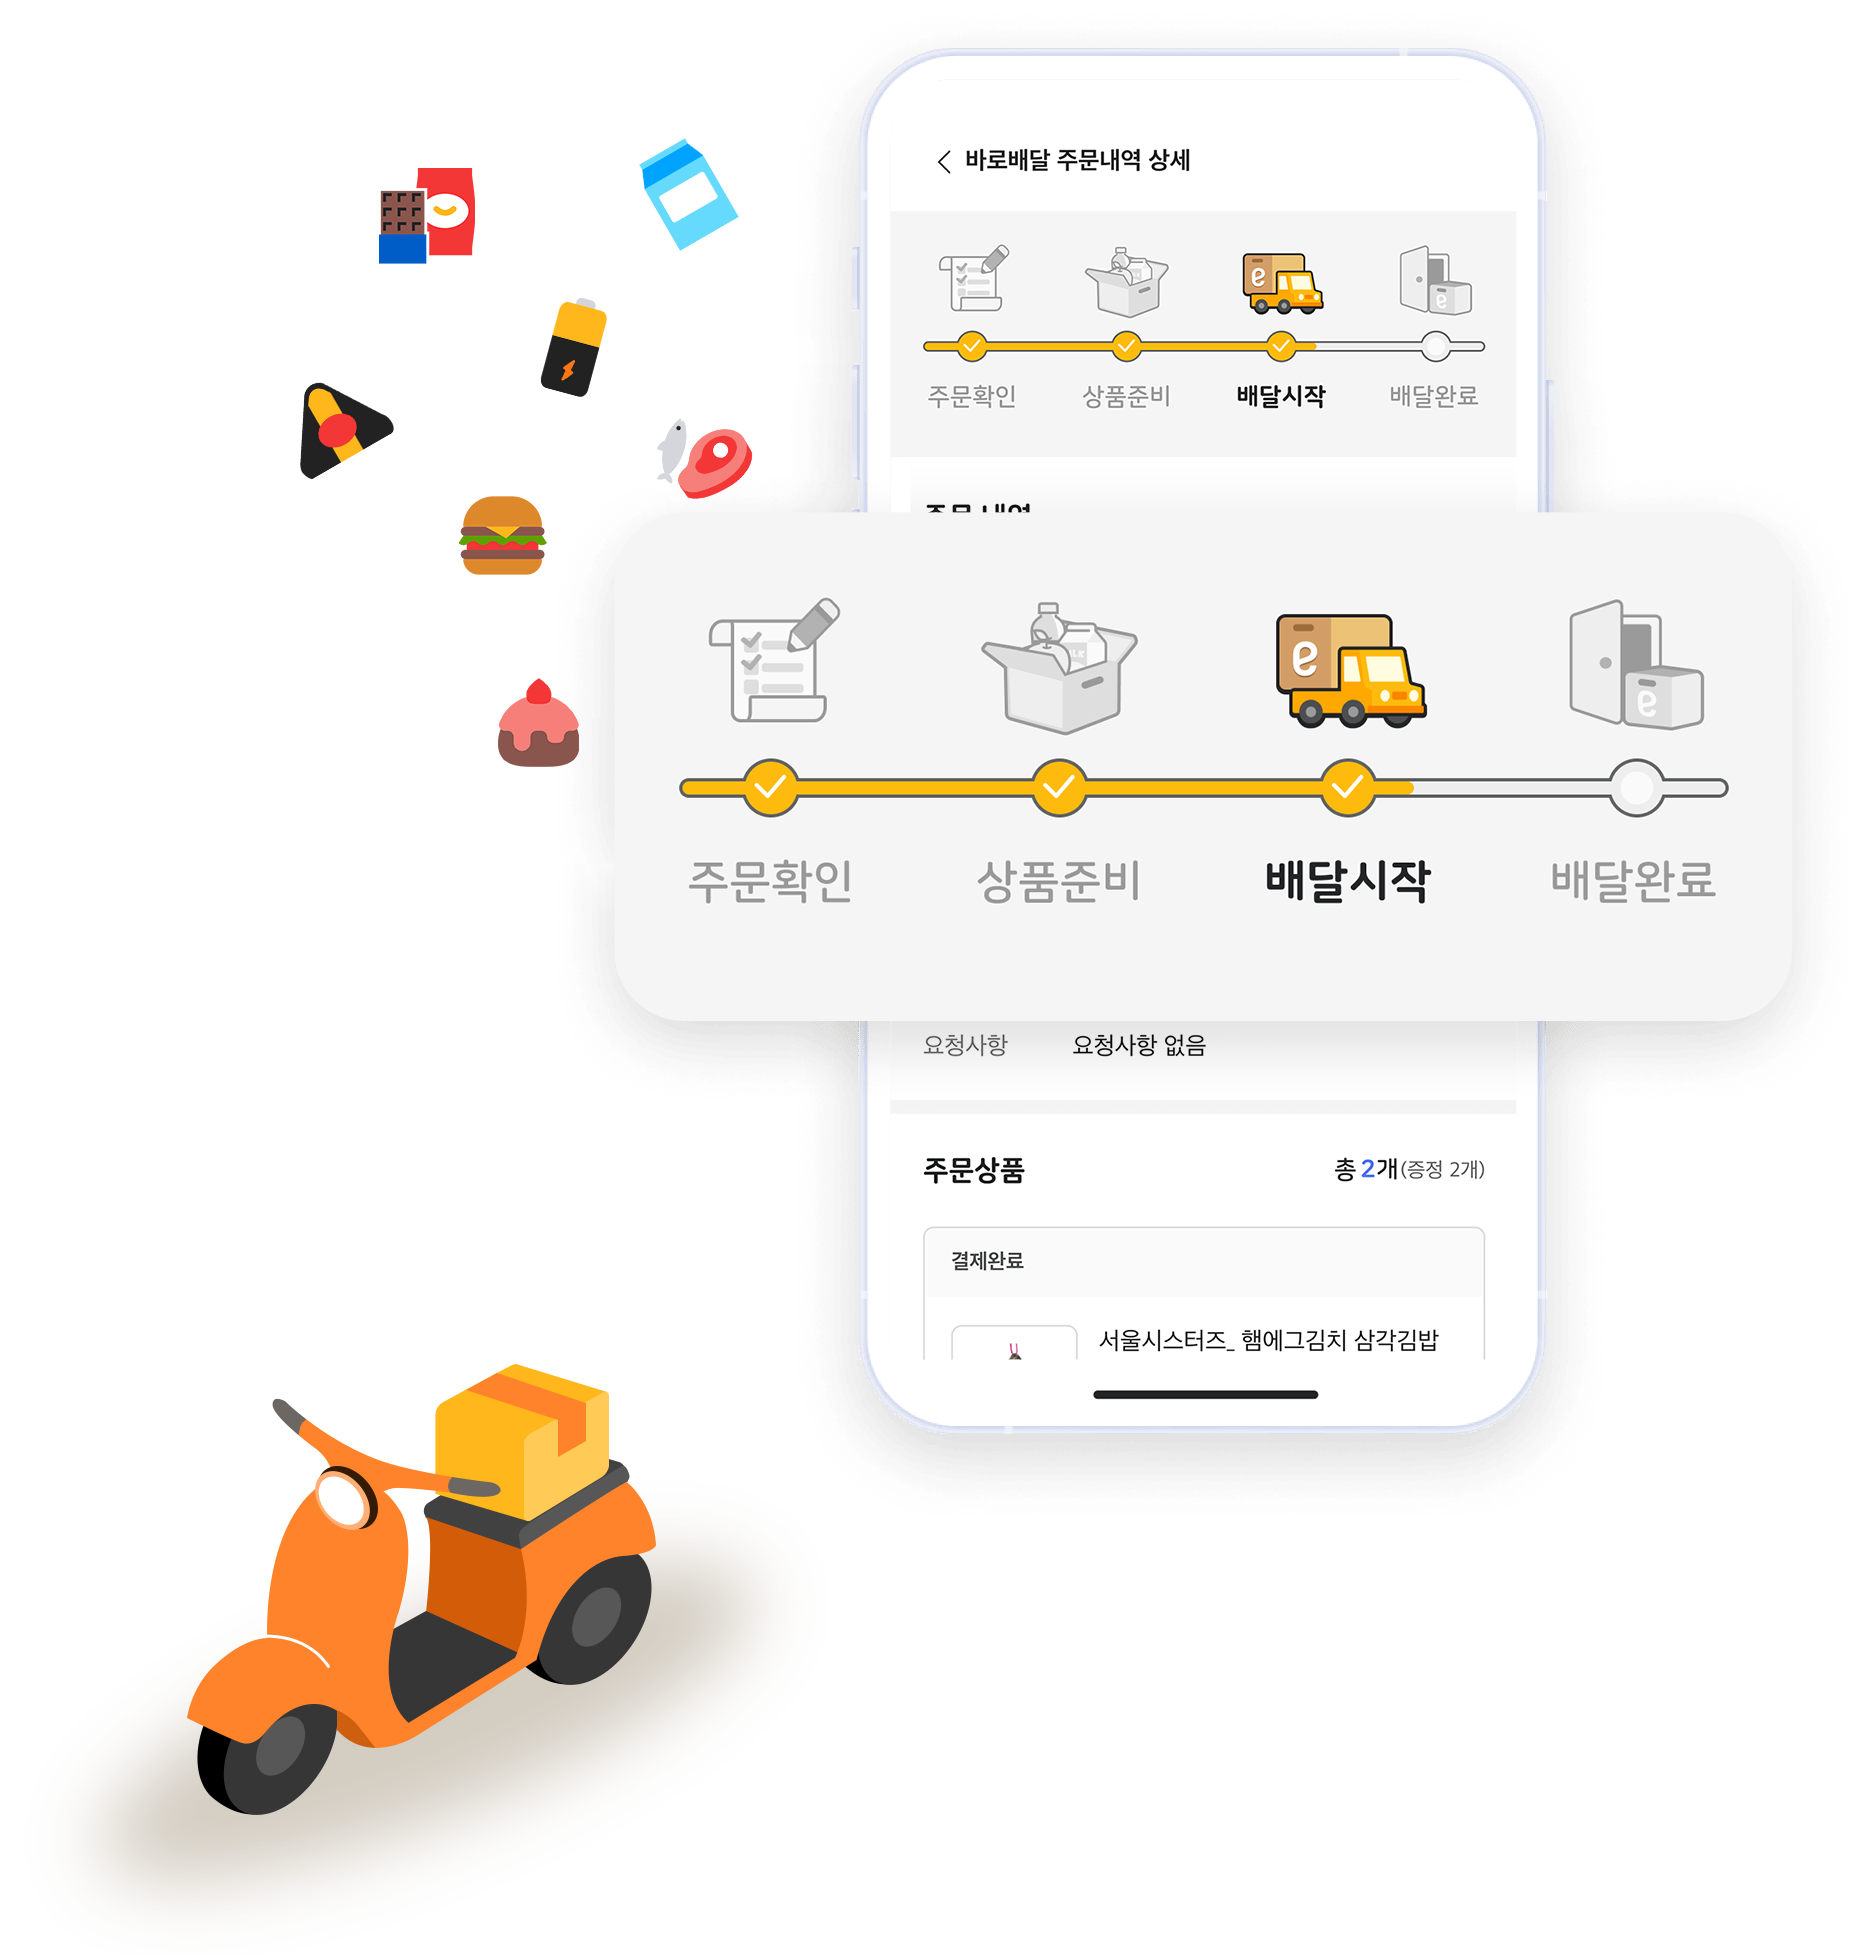 바로배달 주문내역 상세
주문확인 상품준비 배달시작 배달완료
주문 내역
e
e
주문확인 상품준비 배달시작 배달완료
요청사항 요청사항 없음
주문상품 총 2개(증정 2개)
결제완료
서울시스터즈_ 햄에그김치 삼각김밥